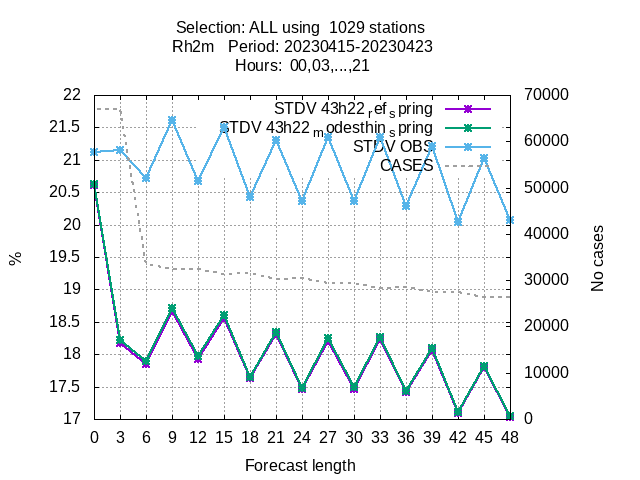 Selection: ALL using 1029 stations
Rh2m Period: 20230415-20230423
Hours: 00,03,...,21
STDV 43h22ref_spring
STDV 43h22modesthin_spring
STDV OBS
CASES
22
21.5
21
20.5
20
19.5
19
18.5
18
17.5
17
%
70000
60000
50000
40000
30000
20000
10000
0
No cases
0 3 6 9 12 15 18 21 24 27 30 33 36 39 42 45 48
Forecast length